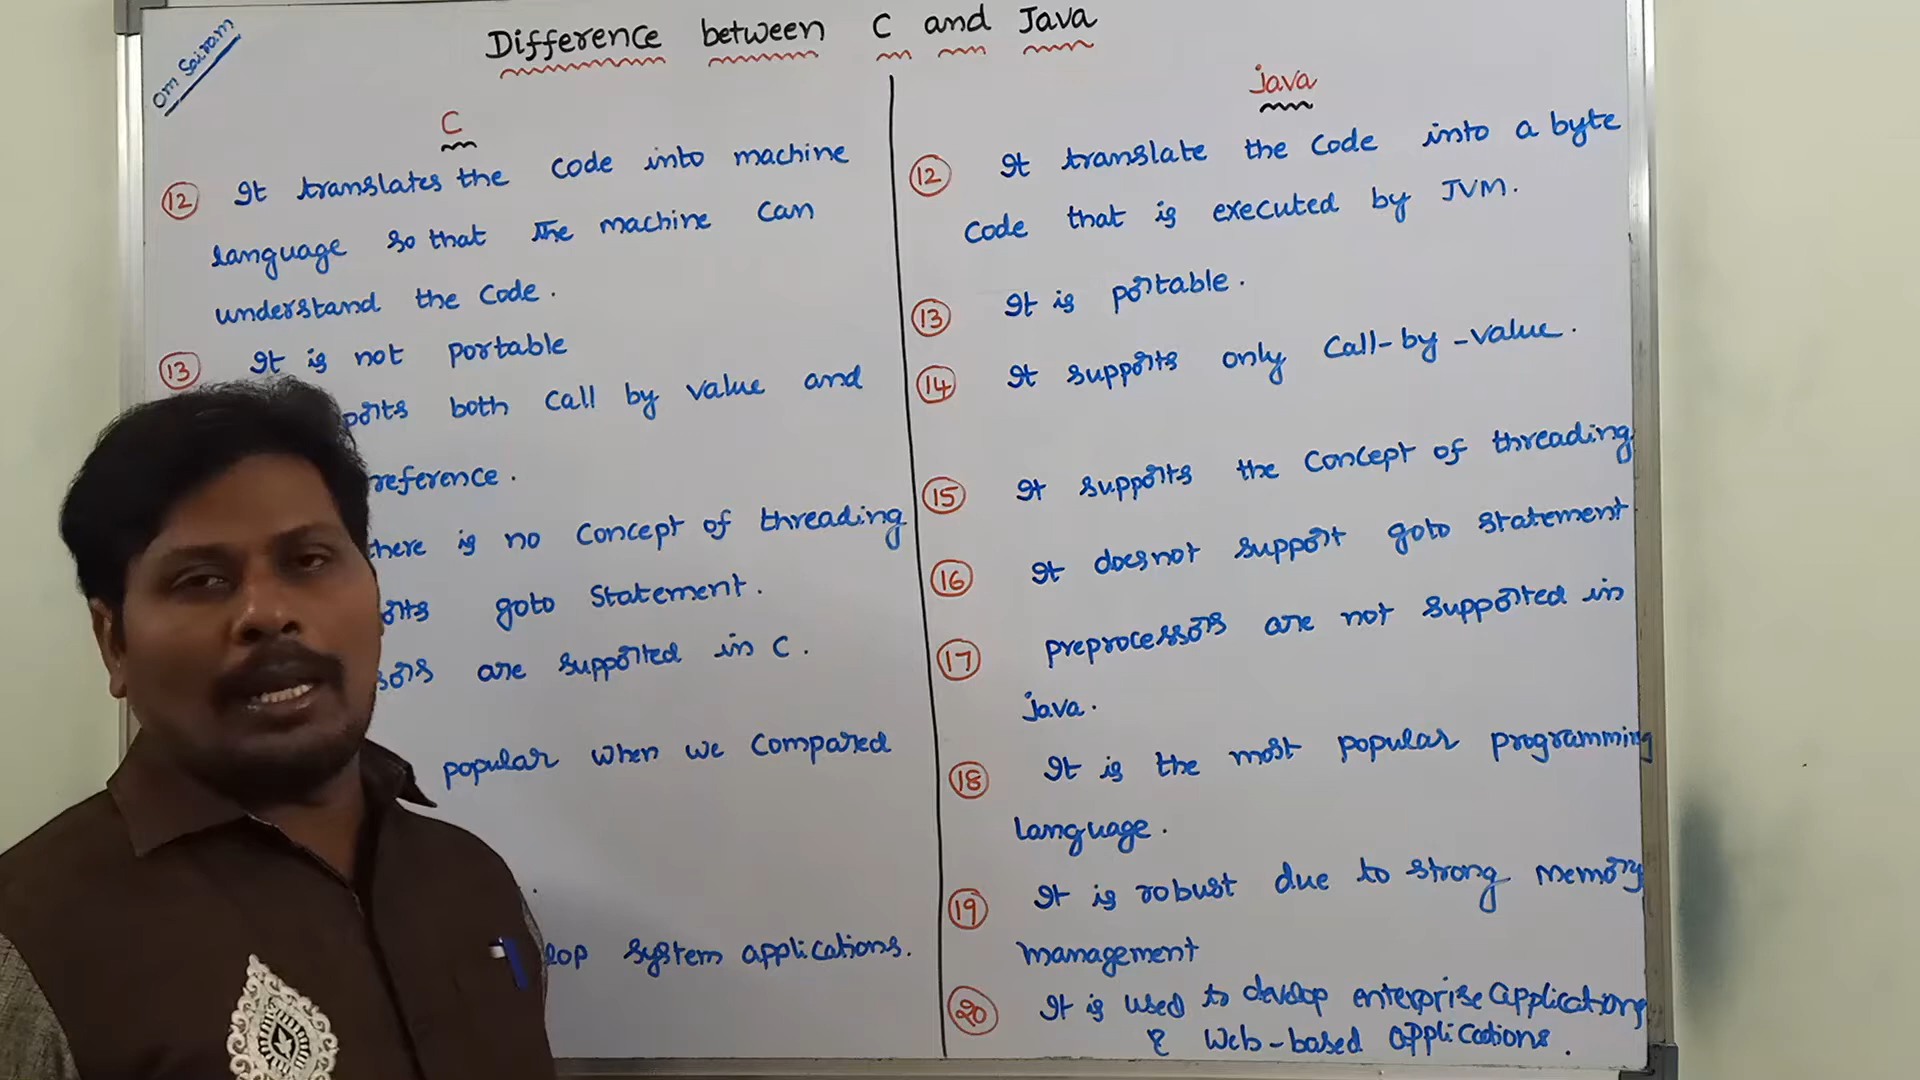 Om Sairam
Difference between C and Java
C
12 It translates the code into machine
language so that the machine can
understand the code.
13 It is not portable
both call by value and
reference.
there is no concept of threading
goto statement.
are supported in C.
popular when we compared
system applications.
java
12 It translate the code into a byte
code that is executed by JVM.
13 It is portable.
14 It supports only call-by-value.
15 It supports the concept of threading
16 It doesnot support goto statement
17 preprocessors are not supported in
java.
18 It is the most popular programming
language.
19 It is robust due to strong memory
management
20 It is used to develop enterprise applications
& web-based applications.